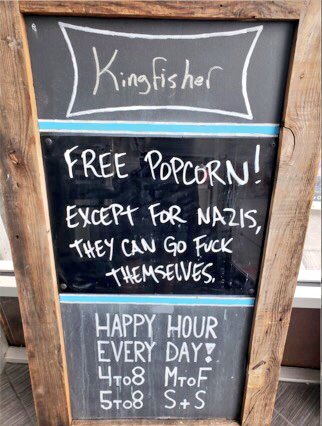 Kingfisher
FREE POPCORN!
EXCEPT FOR NAZIS,
THEY CAN GO FUCK
THEMSELVES.
HAPPY HOUR
EVERY DAY!
4TO8 MTOF
5TO8 S+S